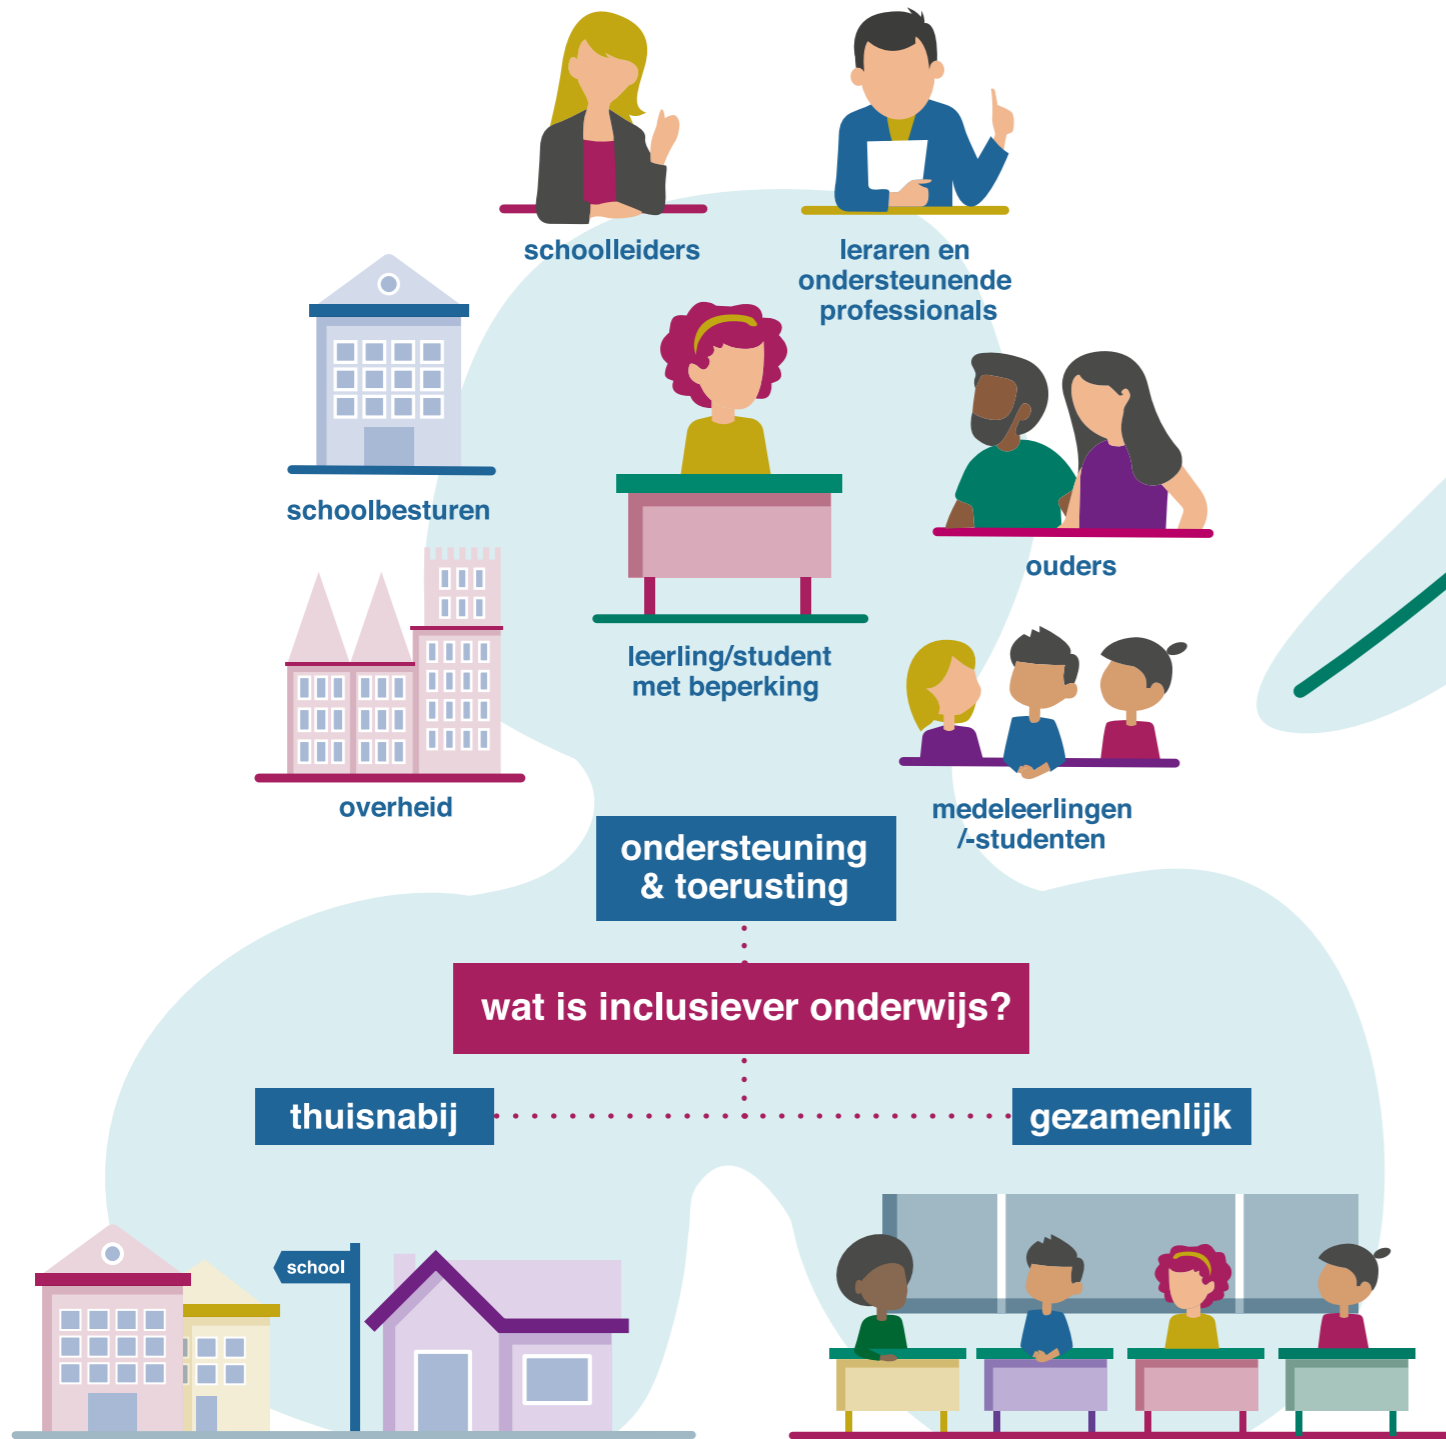 schoolleiders
leraren en
ondersteunende
professionals
schoolbesturen
ouders
leerling/student
met beperking
overheid
medeleerlingen
/-studenten
ondersteuning
& toerusting
wat is inclusiever onderwijs?
thuisnabij
gezamenlijk
school